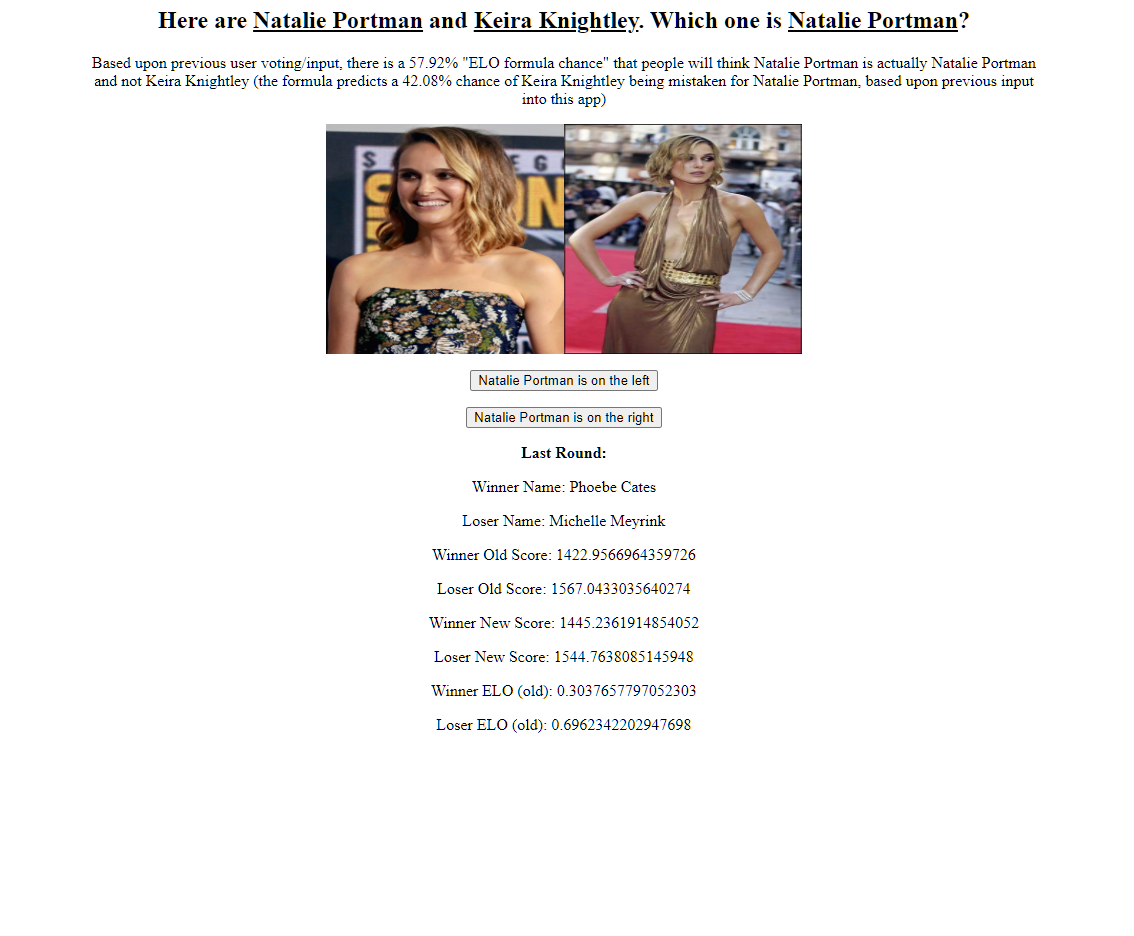 Here are Natalie Portman and Keira Knightley. Which one is Natalie Portman?
Based upon previous user voting/input, there is a 57.92% "ELO formula chance" that people will think Natalie Portman is actually Natalie Portman
and not Keira Knightley (the formula predicts a 42.08% chance of Keira Knightley being mistaken for Natalie Portman, based upon previous input
into this app)
Natalie Portman is on the left
Natalie Portman is on the right
Last Round:
Winner Name: Phoebe Cates
Loser Name: Michelle Meyrink
Winner Old Score: 1422.9566964359726
Loser Old Score: 1567.0433035640274
Winner New Score: 1445.2361914854052
Loser New Score: 1544.7638085145948
Winner ELO (old): 0.3037657797052303
Loser ELO (old): 0.6962342202947698